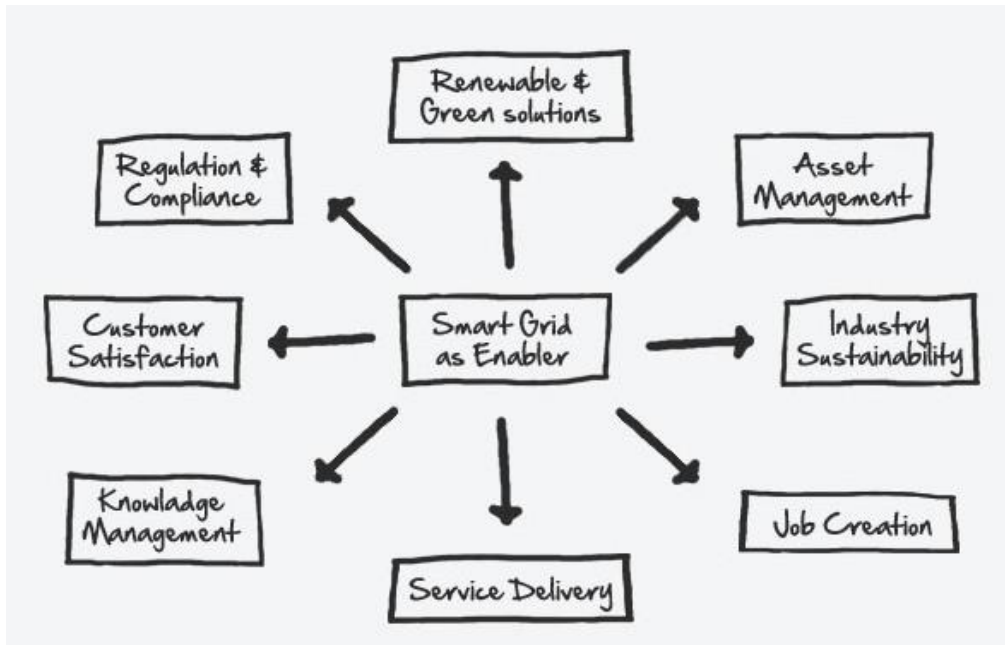 Renewable &
Green solutions
Regulation &
Compliance
Asset
Management
Customer
Satisfaction
Smart Grid
as Enabler
Industry
Sustainability
Knowladge
Management
Job Creation
Service Delivery